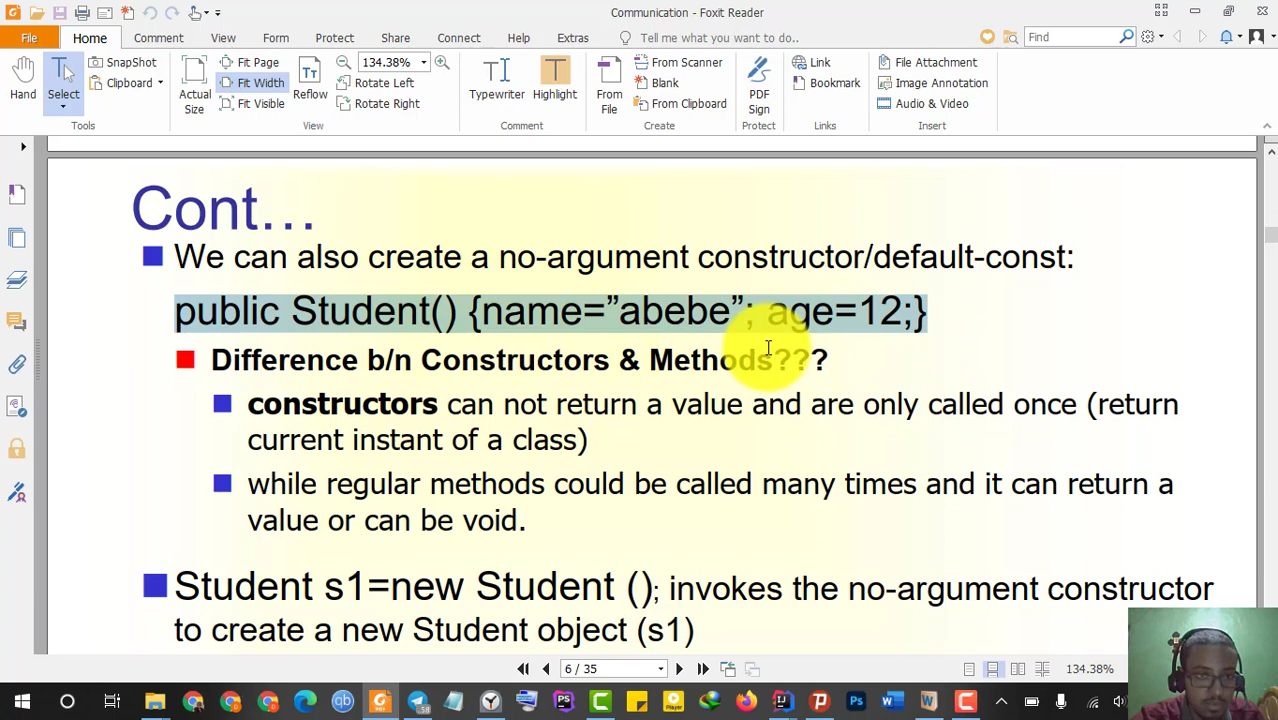 Communication - Foxit Reader
File Home Comment View Form Protect Share Connect Help Extras Tell me what you want to do... Find
Hand
Select
SnapShot
Clipboard
Tools
Actual Size
Fit Page
Fit Width
Fit Visible
Reflow
134.38%
Rotate Left
Rotate Right
View
Typewriter
Highlight
Comment
From File
From Scanner
Blank
From Clipboard
Create
PDF Sign
Protect
Link
Bookmark
Links
File Attachment
Image Annotation
Audio & Video
Insert
Cont…
We can also create a no-argument constructor/default-const:
public Student() {name=”abebe”; age=12;}
Difference b/n Constructors & Methods???
constructors can not return a value and are only called once (return
current instant of a class)
while regular methods could be called many times and it can return a
value or can be void.
Student s1=new Student (); invokes the no-argument constructor
to create a new Student object (s1)
6 / 35
134.38%